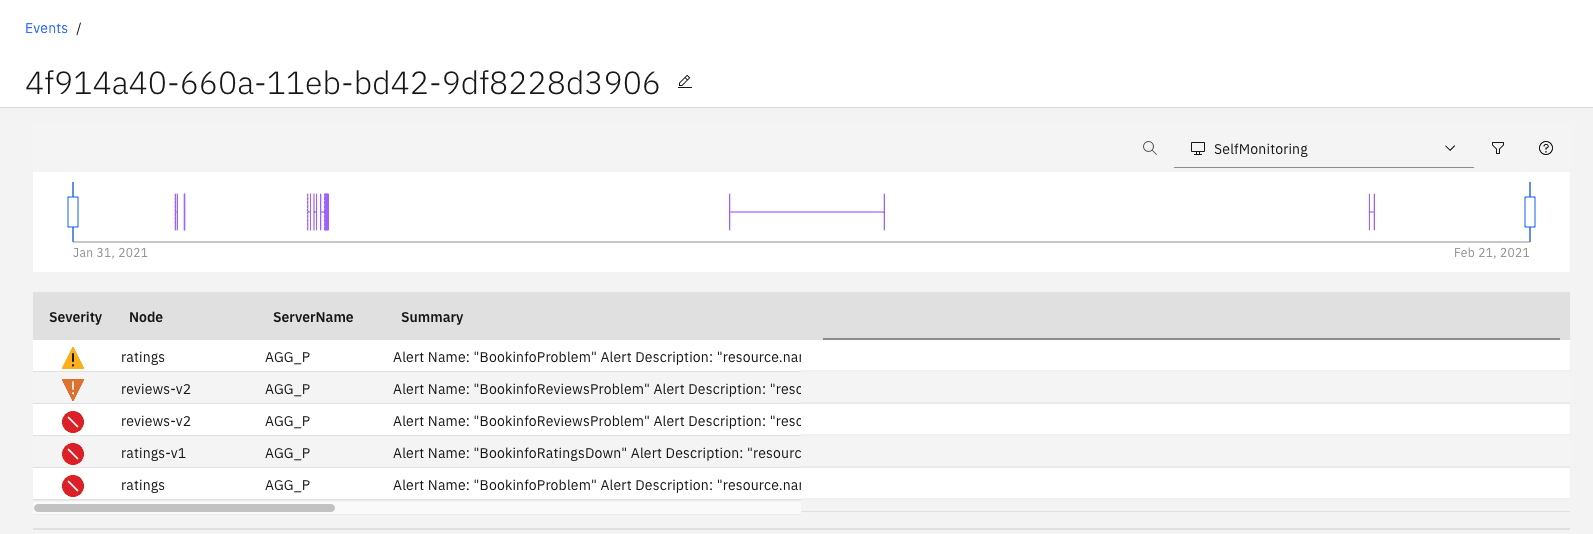 Events /
4f914a40-660a-11eb-bd42-9df8228d3906
SelfMonitoring
Jan 31, 2021 Feb 21, 2021
Severity Node ServerName Summary
ratings AGG_P Alert Name: "BookinfoProblem" Alert Description: "resource.nar
reviews-v2 AGG_P Alert Name: "BookinfoReviewsProblem" Alert Description: "resc
reviews-v2 AGG_P Alert Name: "BookinfoReviewsProblem" Alert Description: "resc
ratings-v1 AGG_P Alert Name: "BookinfoRatingsDown" Alert Description: "resourc
ratings AGG_P Alert Name: "BookinfoProblem" Alert Description: "resource.nar